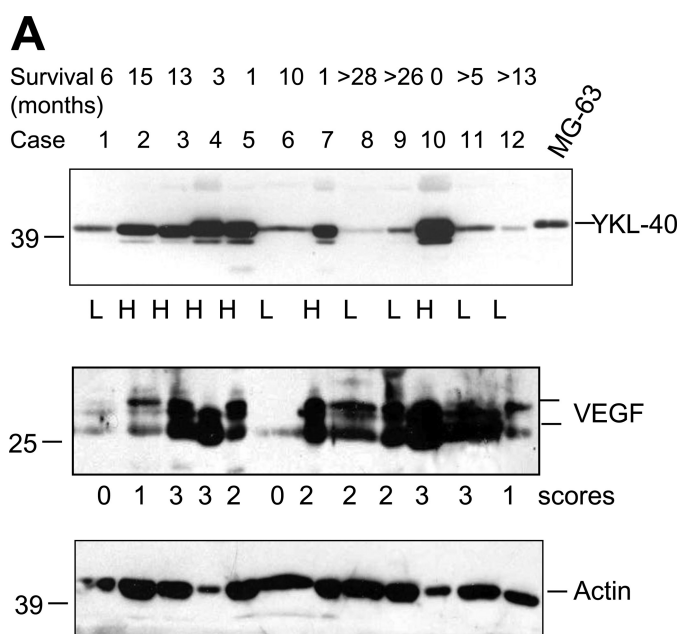 A
Survival 6 15 13 3 1 10 1 >28 >26 0 >5 >13
(months)
Case 1 2 3 4 5 6 7 8 9 10 11 12 MG-63
39 YKL-40
L H H H H L H L L H L L
VEGF
25
0 1 3 3 2 0 2 2 2 3 3 1 scores
39 Actin